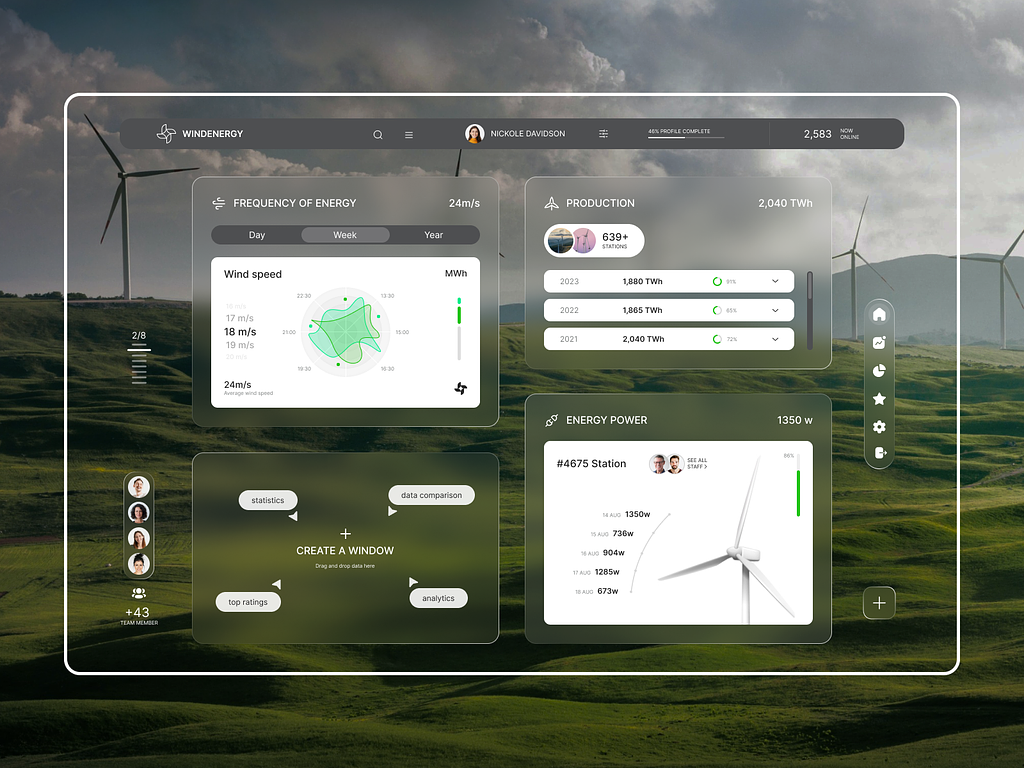 WINDENERGY
NICKOLE DAVIDSON
46% PROFILE COMPLETE
2,583
NOW
ONLINE
FREQUENCY OF ENERGY
24m/s
Day
Week
Year
Wind speed
MWh
17 m/s
18 m/s
19 m/s
22:30
13:30
21:00
15:00
16:30
24m/s
Average wind speed
PRODUCTION
2,040 TWh
639+
STATIONS
2023
1,880 TWh
91%
2022
1,865 TWh
65%
2021
2,040 TWh
72%
2/8
ENERGY POWER
1350 w
#4675 Station
SEE ALL
STAFF >
86%
14 AUG 1350w
15 AUG 736w
16 AUG 904w
17 AUG 1285w
18 AUG 673w
statistics
data comparison
+
CREATE A WINDOW
Drag and drop data here
top ratings
analytics
+43
TEAM MEMBER